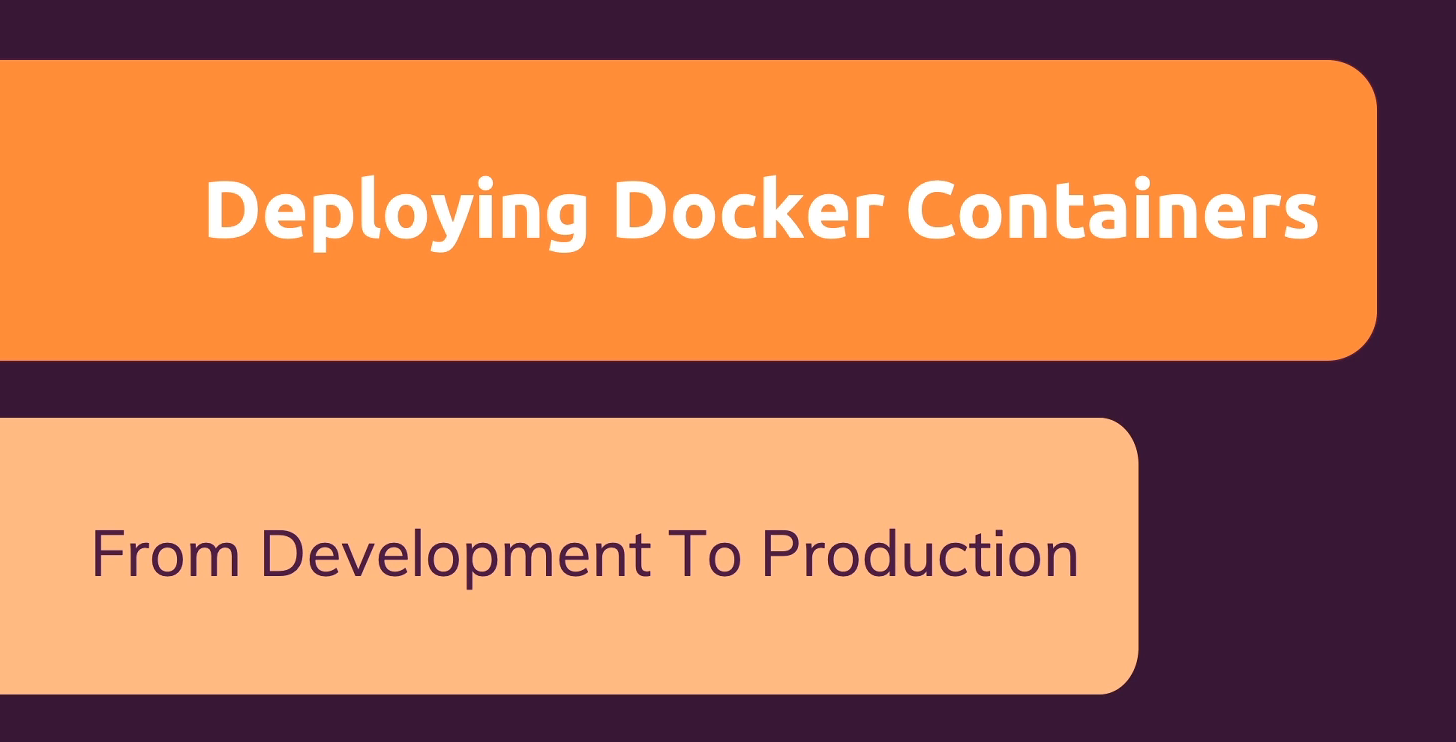 Deploying Docker Containers
From Development To Production